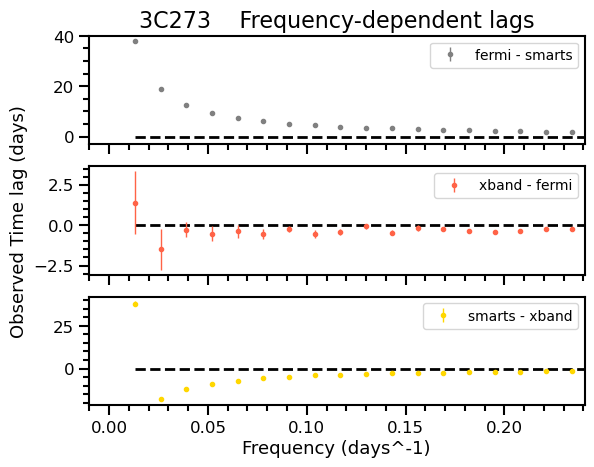 3C273 Frequency-dependent lags
Observed Time lag (days)
40
20
0
fermi - smarts
2.5
0.0
−2.5
xband - fermi
25
0
smarts - xband
0.00 0.05 0.10 0.15 0.20
Frequency (days^-1)